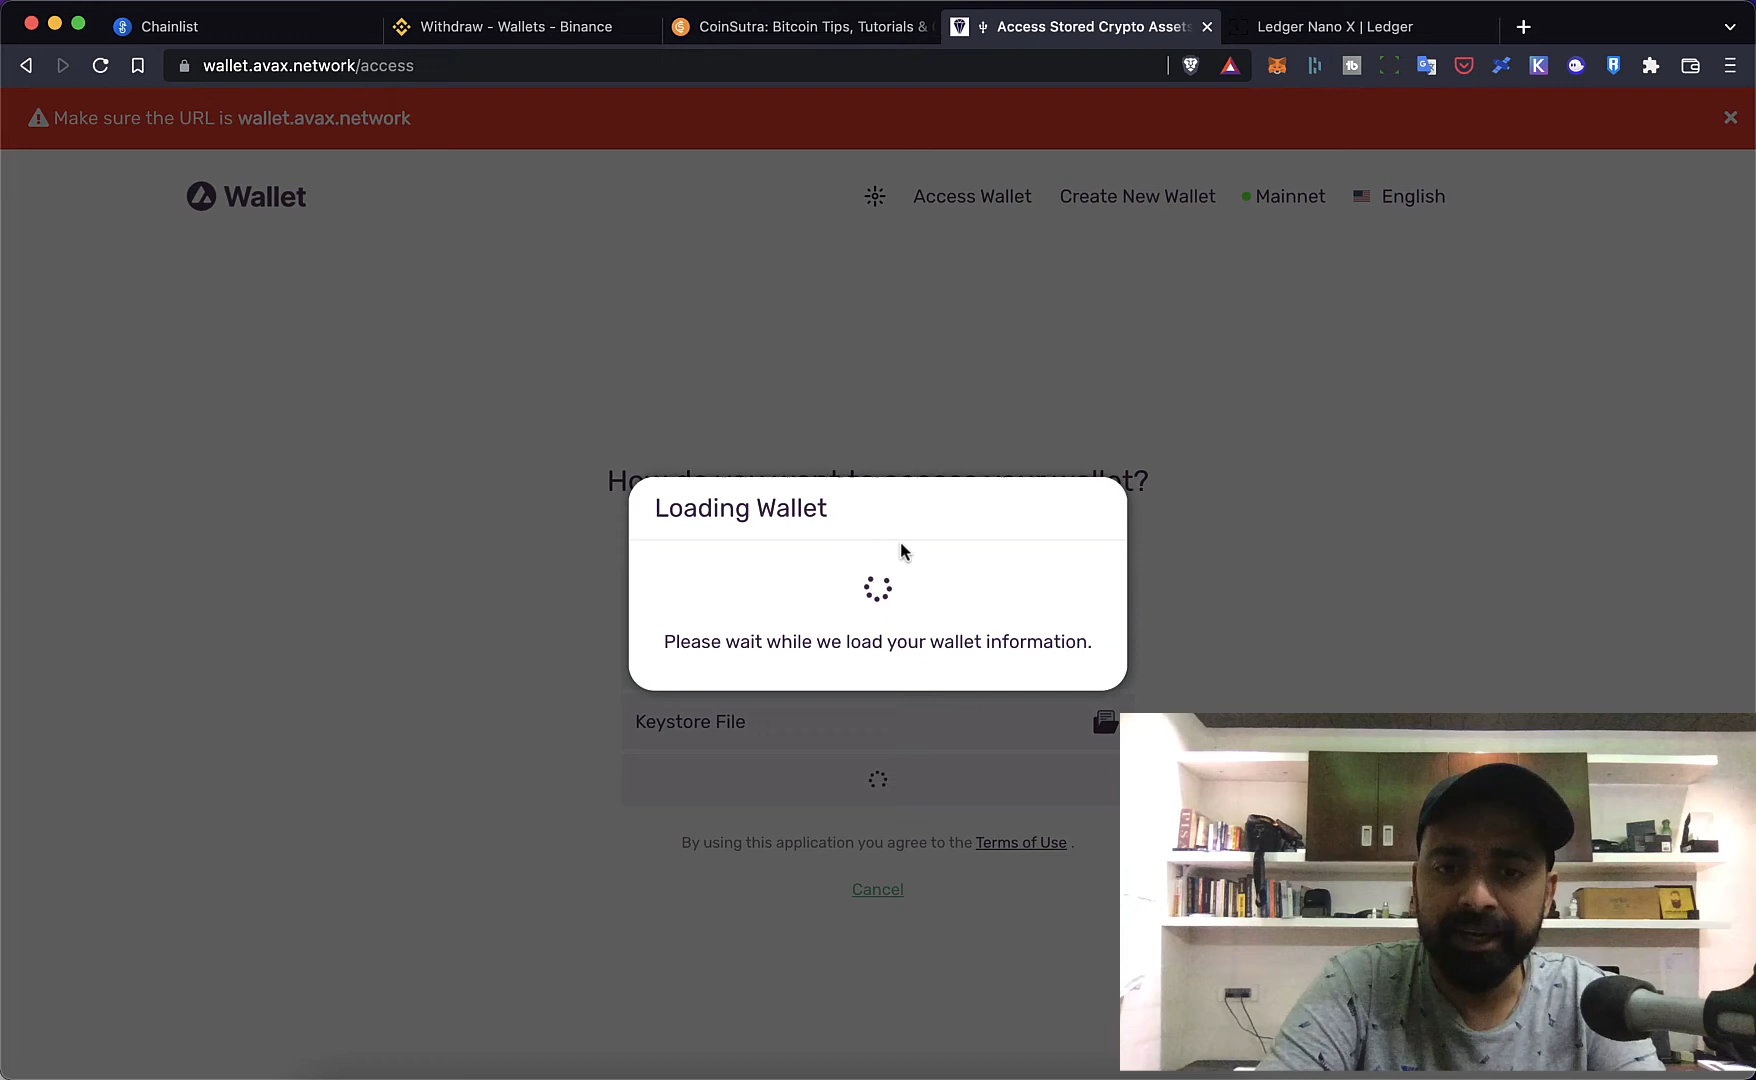 Chainlist
Withdraw - Wallets - Binance
CoinSutra: Bitcoin Tips, Tutorials &
Access Stored Crypto Assets
Ledger Nano X | Ledger
wallet.avax.network/access
Make sure the URL is wallet.avax.network
Wallet
Access Wallet
Create New Wallet
Mainnet
English
Loading Wallet
Please wait while we load your wallet information.
Keystore File
By using this application you agree to the Terms of Use .
Cancel